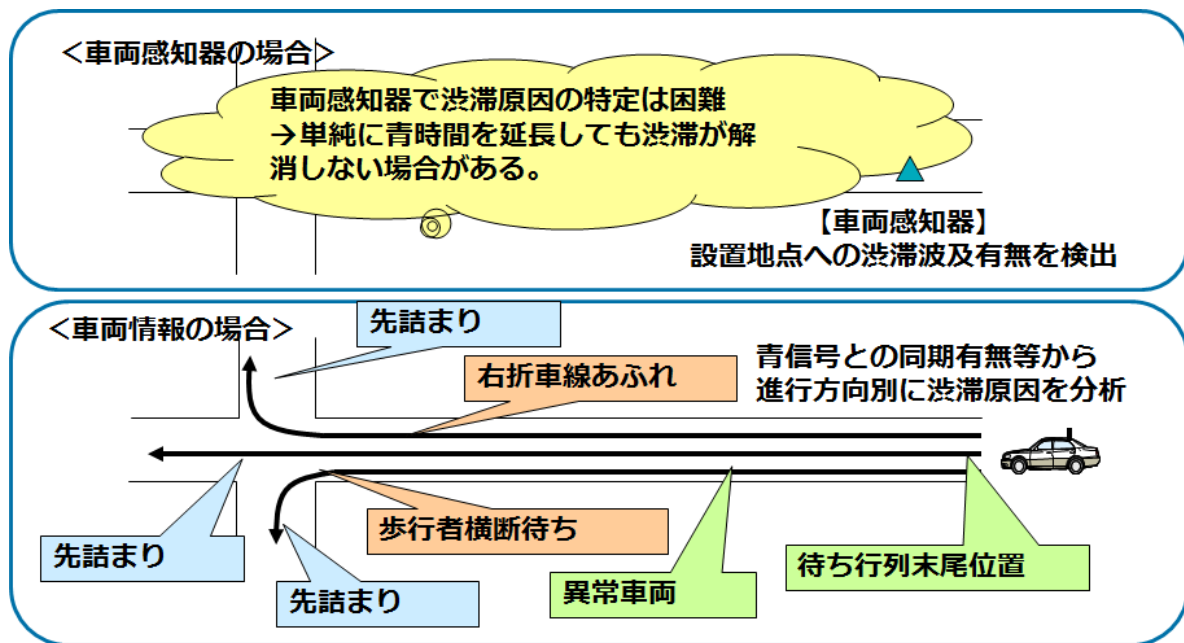 ＜車両感知器の場合＞
車両感知器で渋滞原因の特定は困難
→単純に青時間を延長しても渋滞が解
消しない場合がある。
【車両感知器】
設置地点への渋滞波及有無を検出
＜車両情報の場合＞
先詰まり
青信号との同期有無等から
進行方向別に渋滞原因を分析
右折車線あふれ
歩行者横断待ち
先詰まり
待ち行列末尾位置
異常車両
先詰まり